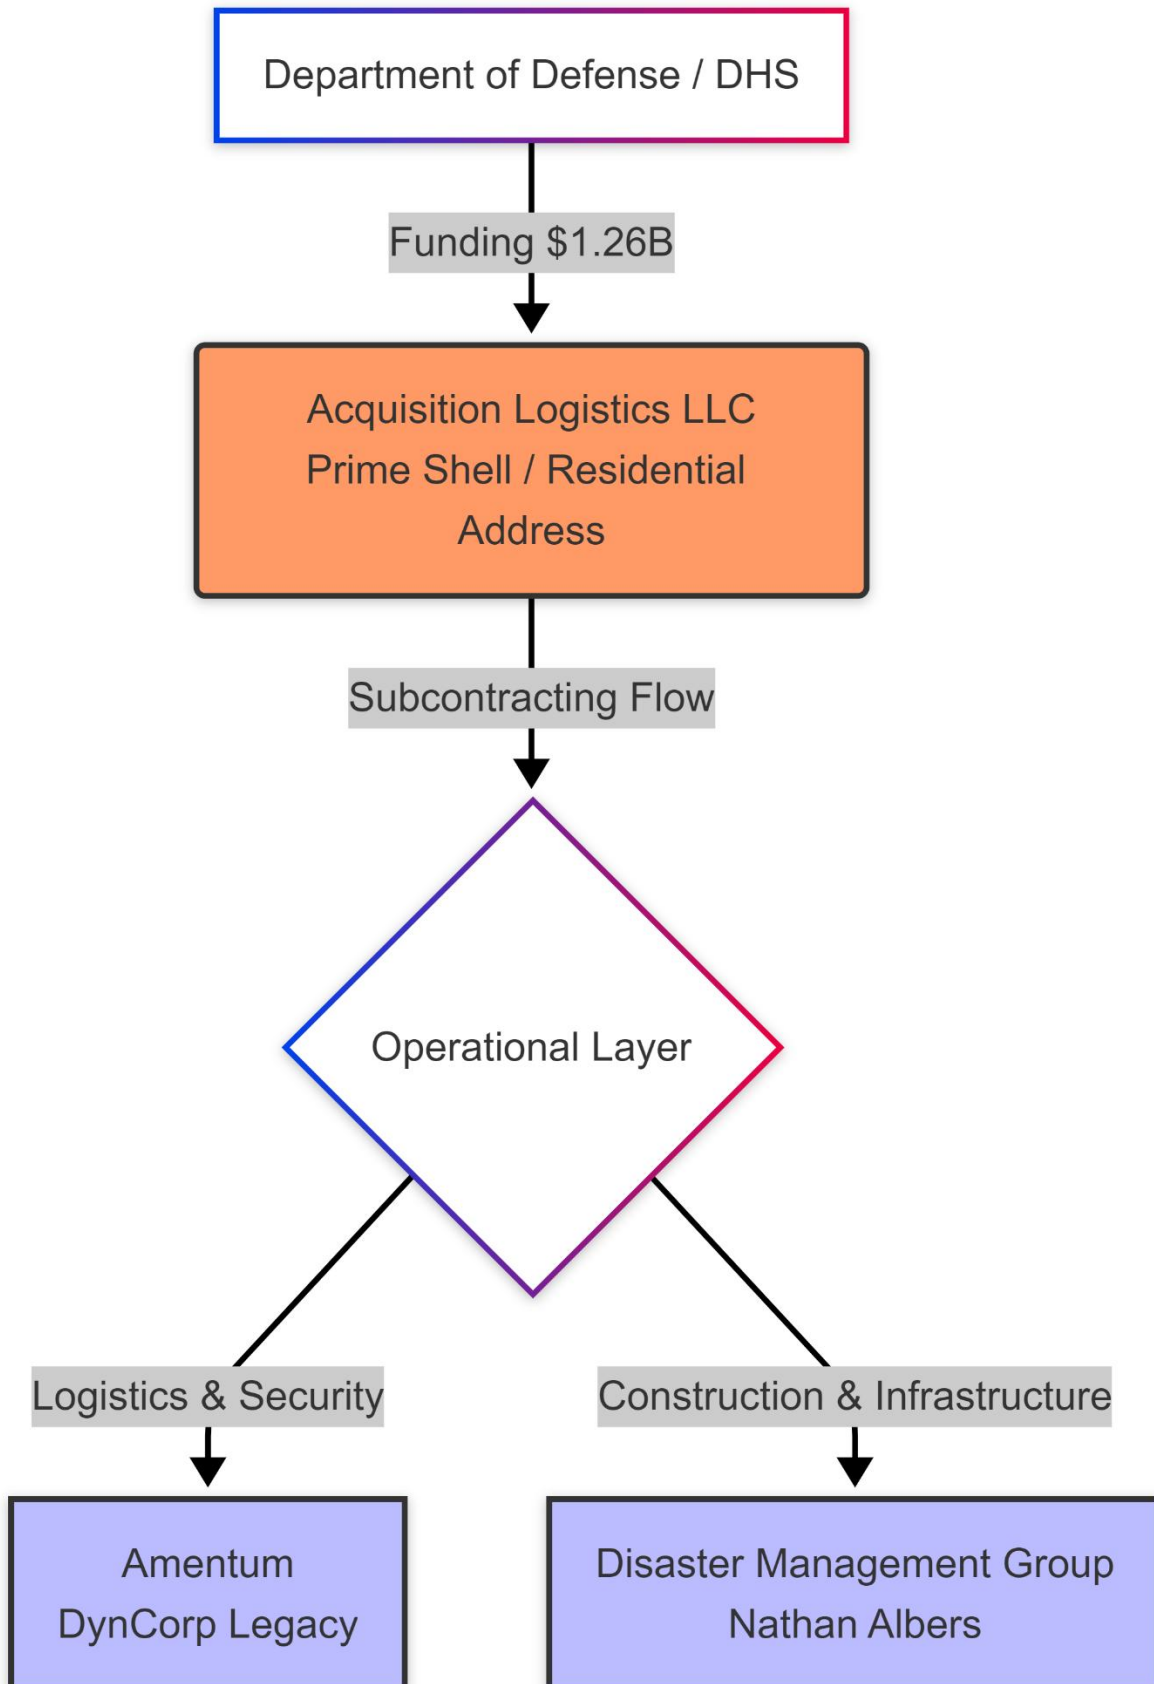 Department of Defense / DHS
Funding $1.26B
Acquisition Logistics LLC
Prime Shell / Residential
Address
Subcontracting Flow
Operational Layer
Logistics & Security
Construction & Infrastructure
Amentum
DynCorp Legacy
Disaster Management Group
Nathan Albers